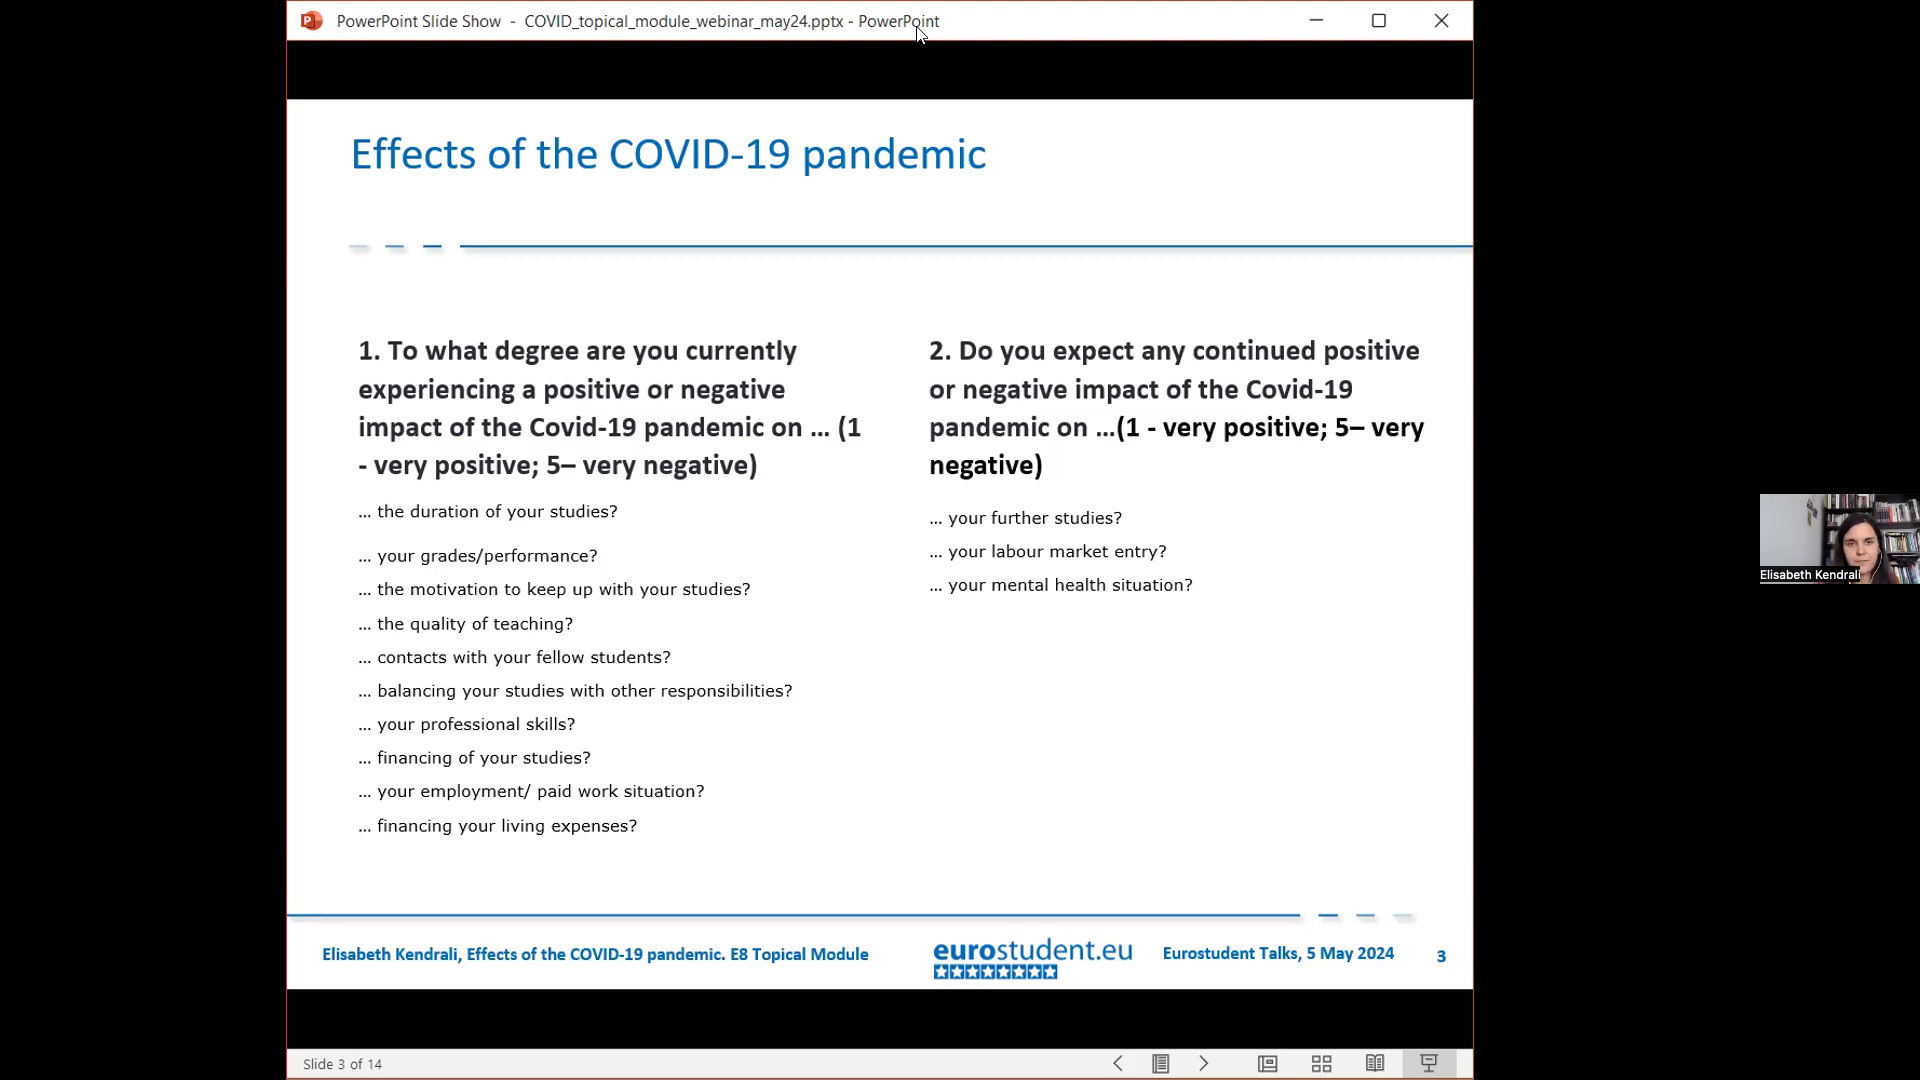 PowerPoint Slide Show - COVID_topical_module_webinar_may24.pptx - PowerPoint
Effects of the COVID-19 pandemic
1. To what degree are you currently
experiencing a positive or negative
impact of the Covid-19 pandemic on … (1
- very positive; 5– very negative)
… the duration of your studies?
… your grades/performance?
… the motivation to keep up with your studies?
… the quality of teaching?
… contacts with your fellow students?
… balancing your studies with other responsibilities?
… your professional skills?
… financing of your studies?
… your employment/ paid work situation?
… financing your living expenses?
2. Do you expect any continued positive
or negative impact of the Covid-19
pandemic on …(1 - very positive; 5– very
negative)
… your further studies?
… your labour market entry?
… your mental health situation?
Elisabeth Kendrali
Elisabeth Kendrali, Effects of the COVID-19 pandemic. E8 Topical Module
eurostudent.eu
Eurostudent Talks, 5 May 2024
3
Slide 3 of 14